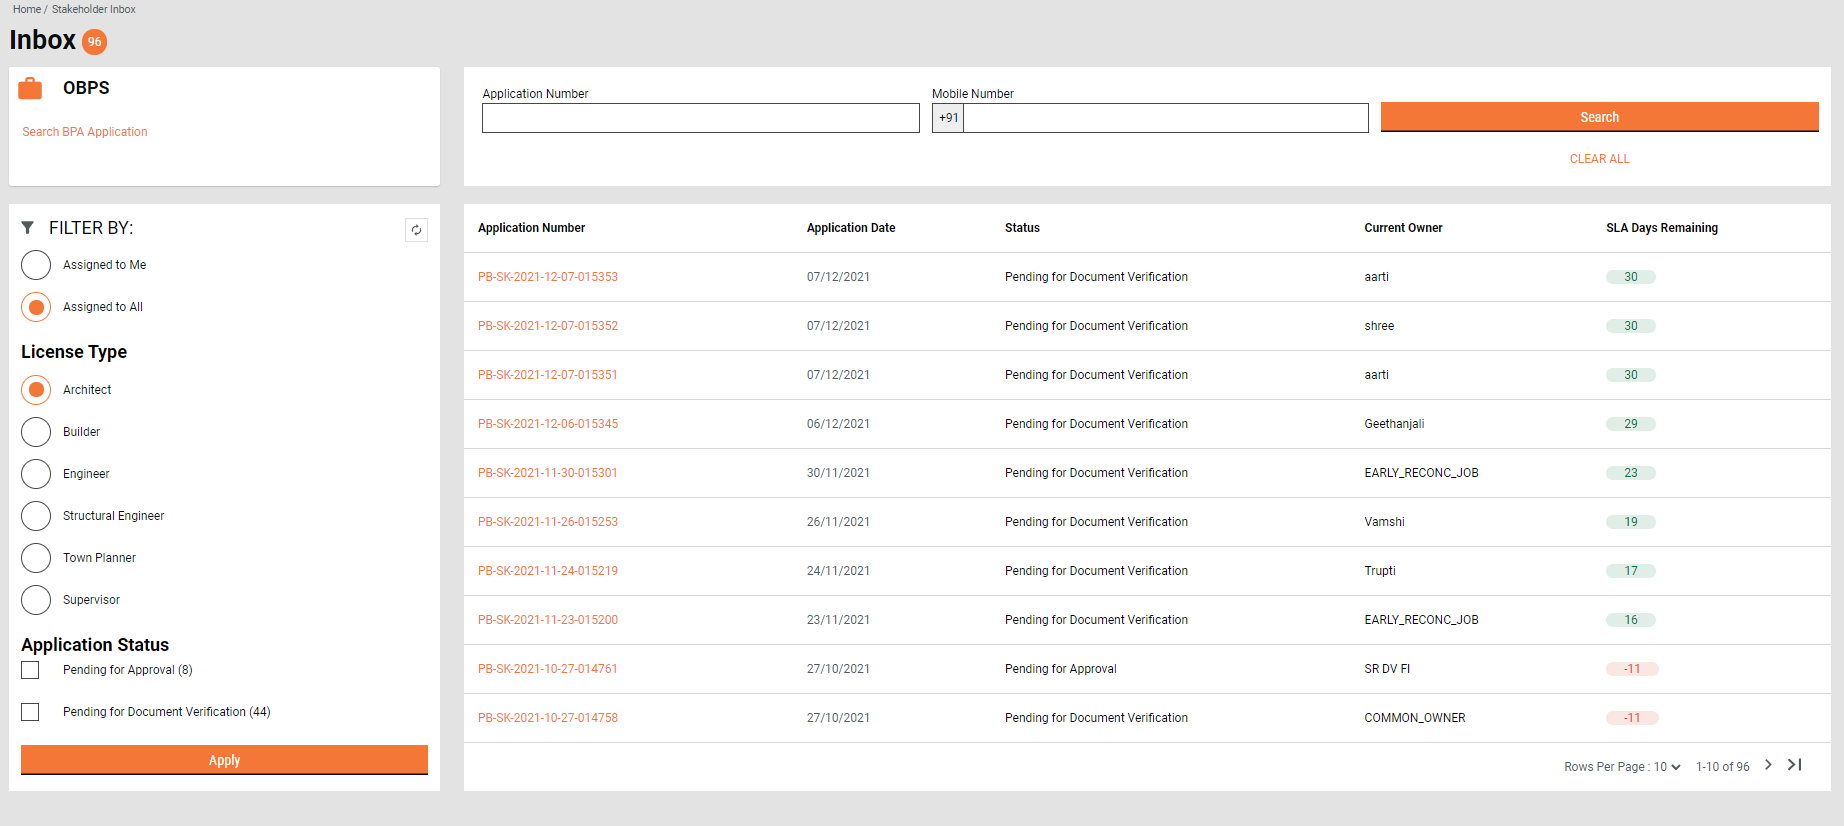 Home / Stakeholder Inbox
Inbox 96
OBPS
Search BPA Application
Application Number
Mobile Number
+91
Search
CLEAR ALL
FILTER BY:
Assigned to Me
Assigned to All
License Type
Architect
Builder
Engineer
Structural Engineer
Town Planner
Supervisor
Application Status
Pending for Approval (8)
Pending for Document Verification (44)
Apply
Application Number Application Date Status Current Owner SLA Days Remaining
PB-SK-2021-12-07-015353 07/12/2021 Pending for Document Verification aarti 30
PB-SK-2021-12-07-015352 07/12/2021 Pending for Document Verification shree 30
PB-SK-2021-12-07-015351 07/12/2021 Pending for Document Verification aarti 30
PB-SK-2021-12-06-015345 06/12/2021 Pending for Document Verification Geethanjali 29
PB-SK-2021-11-30-015301 30/11/2021 Pending for Document Verification EARLY_RECONC_JOB 23
PB-SK-2021-11-26-015253 26/11/2021 Pending for Document Verification Vamshi 19
PB-SK-2021-11-24-015219 24/11/2021 Pending for Document Verification Trupti 17
PB-SK-2021-11-23-015200 23/11/2021 Pending for Document Verification EARLY_RECONC_JOB 16
PB-SK-2021-10-27-014761 27/10/2021 Pending for Approval SR DV FI -11
PB-SK-2021-10-27-014758 27/10/2021 Pending for Document Verification COMMON_OWNER -11
Rows Per Page : 10 1-10 of 96